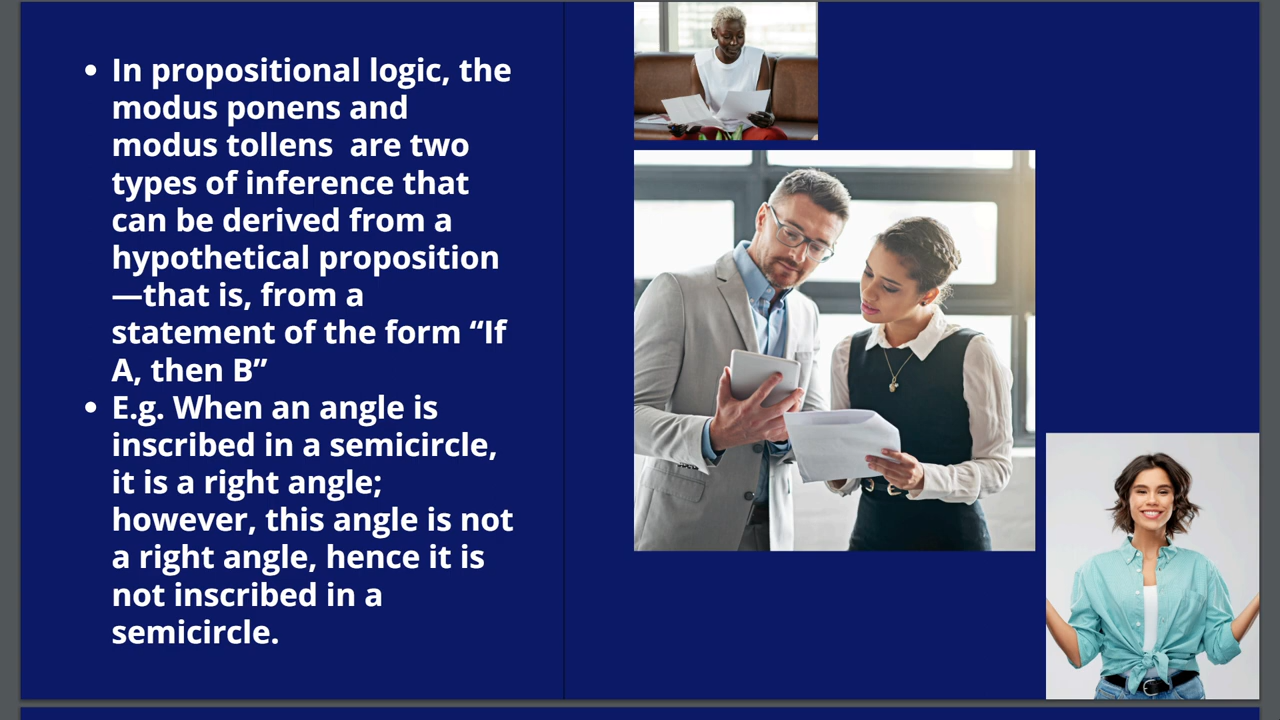 In propositional logic, the
modus ponens and
modus tollens  are two
types of inference that
can be derived from a
hypothetical proposition
—that is, from a
statement of the form “If
A, then B”
E.g. When an angle is
inscribed in a semicircle,
it is a right angle;
however, this angle is not
a right angle, hence it is
not inscribed in a
semicircle.